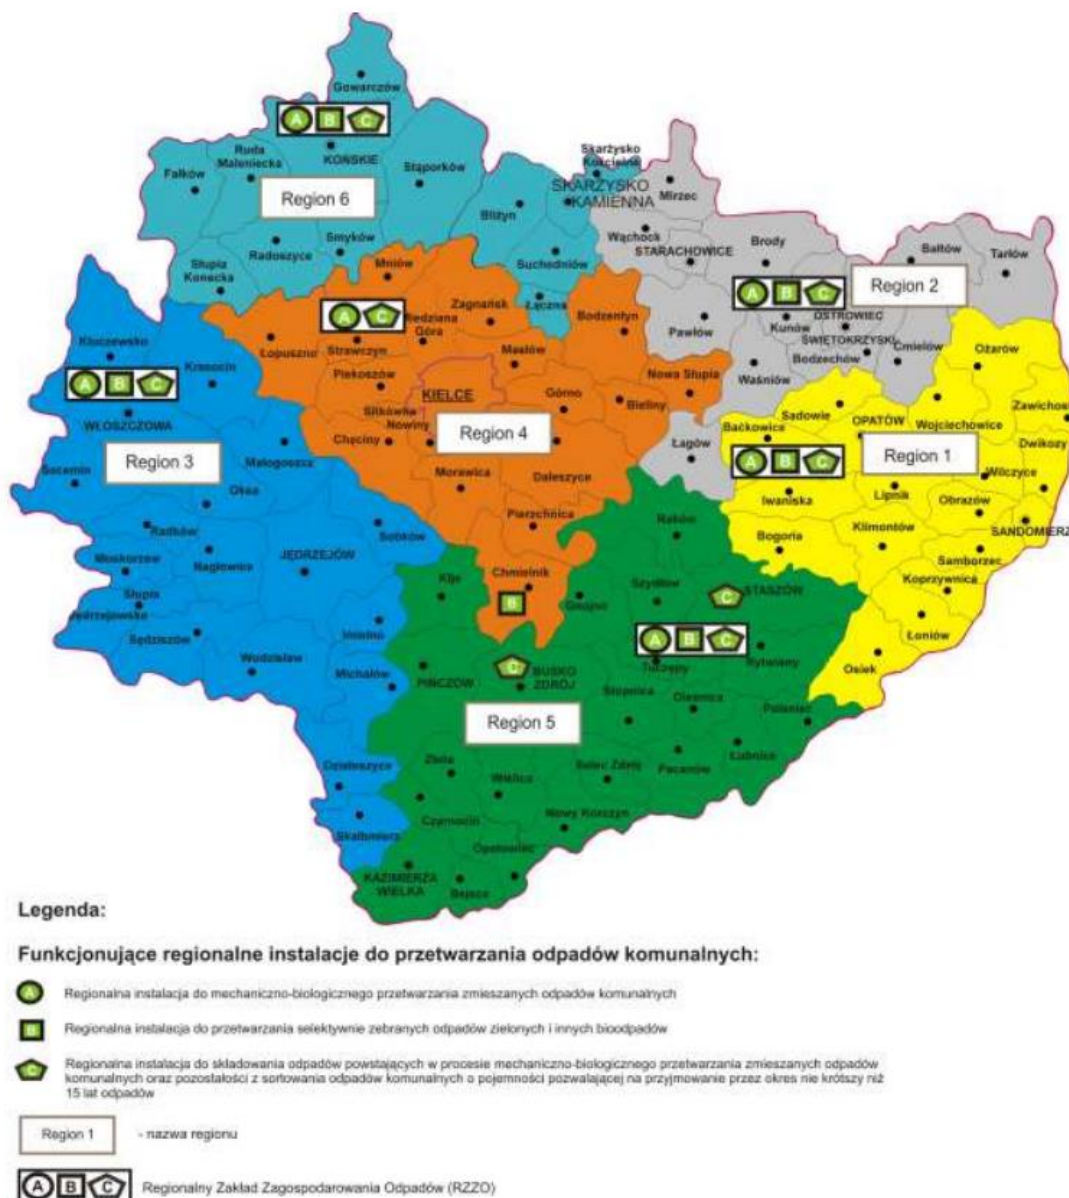 Gowarczów
A B C
Ruda
Maleniecka
KOŃSKIE
Fałków
Stąporków
Region 6
Skarżysko
Kościelne
SKARŻYSKO
KAMIENNA
Mirzec
Bliżyn
Wąchock
Brody
STARACHOWICE
Bałtów
Tarłów
Smyków
Radoszyce
Słupia
Konecka
Mniów
Suchedniów
Łączna
A B C
Region 2
Zagnańsk
Bodzentyn
A C
Miedziana
Góra
Łopuszno
Strawczyn
Masłów
Pawłów
Kunów
OSTROWIEC
ŚWIĘTOKRZYSKI
Bodzechów
Ćmielów
Ożarów
Kluczewsko
Krasocin
A B C
Piekoszów
Nowa Słupia
Waśniów
KIELCE
Górno
Bieliny
Sadowie
OPATÓW
Wojciechowice
Zawichost
WŁOSZCZOWA
Sitkówka
Nowiny
Region 4
Chęciny
Łagów
Baćkowice
Dwikozy
A B C
Region 1
Region 3
Małogoszcz
Secemin
Morawica
Daleszyce
Wilczyce
Iwaniska
Lipnik
Obrazów
Oksa
Pierzchnica
Raków
SANDOMIERZ
Radków
Sobków
Bogoria
Klimontów
Moskorzew
Nagłowice
JĘDRZEJÓW
Samborzec
Kije
Chmielnik
Szydłów
Koprzywnica
Słupia
Jędrzejowska
B
Gnojno
C
STASZÓW
Sędziszów
Imielno
Łoniów
A B C
Wodzisław
Michałów
Tuczępy
Rytwiany
Osiek
PIŃCZÓW
C
BUSKO
ZDRÓJ
Stopnica
Oleśnica
Połaniec
Region 5
Łubnice
Działoszyce
Złota
Wiślica
Solec Zdrój
Pacanów
Skalbmierz
Czarnocin
Nowy Korczyn
Opatowiec
KAZIMIERZA
WIELKA
Bejsce
Legenda:
Funkcjonujące regionalne instalacje do przetwarzania odpadów komunalnych:
A Regionalna instalacja do mechaniczno-biologicznego przetwarzania zmieszanych odpadów komunalnych
B Regionalna instalacja do przetwarzania selektywnie zebranych odpadów zielonych i innych bioodpadów
C Regionalna instalacja do składowania odpadów powstających w procesie mechaniczno-biologicznego przetwarzania zmieszanych odpadów
komunalnych oraz pozostałości z sortowania odpadów komunalnych o pojemności pozwalającej na przyjmowanie przez okres nie krótszy niż
15 lat odpadów
Region 1 - nazwa regionu
A B C Regionalny Zakład Zagospodarowania Odpadów (RZZO)